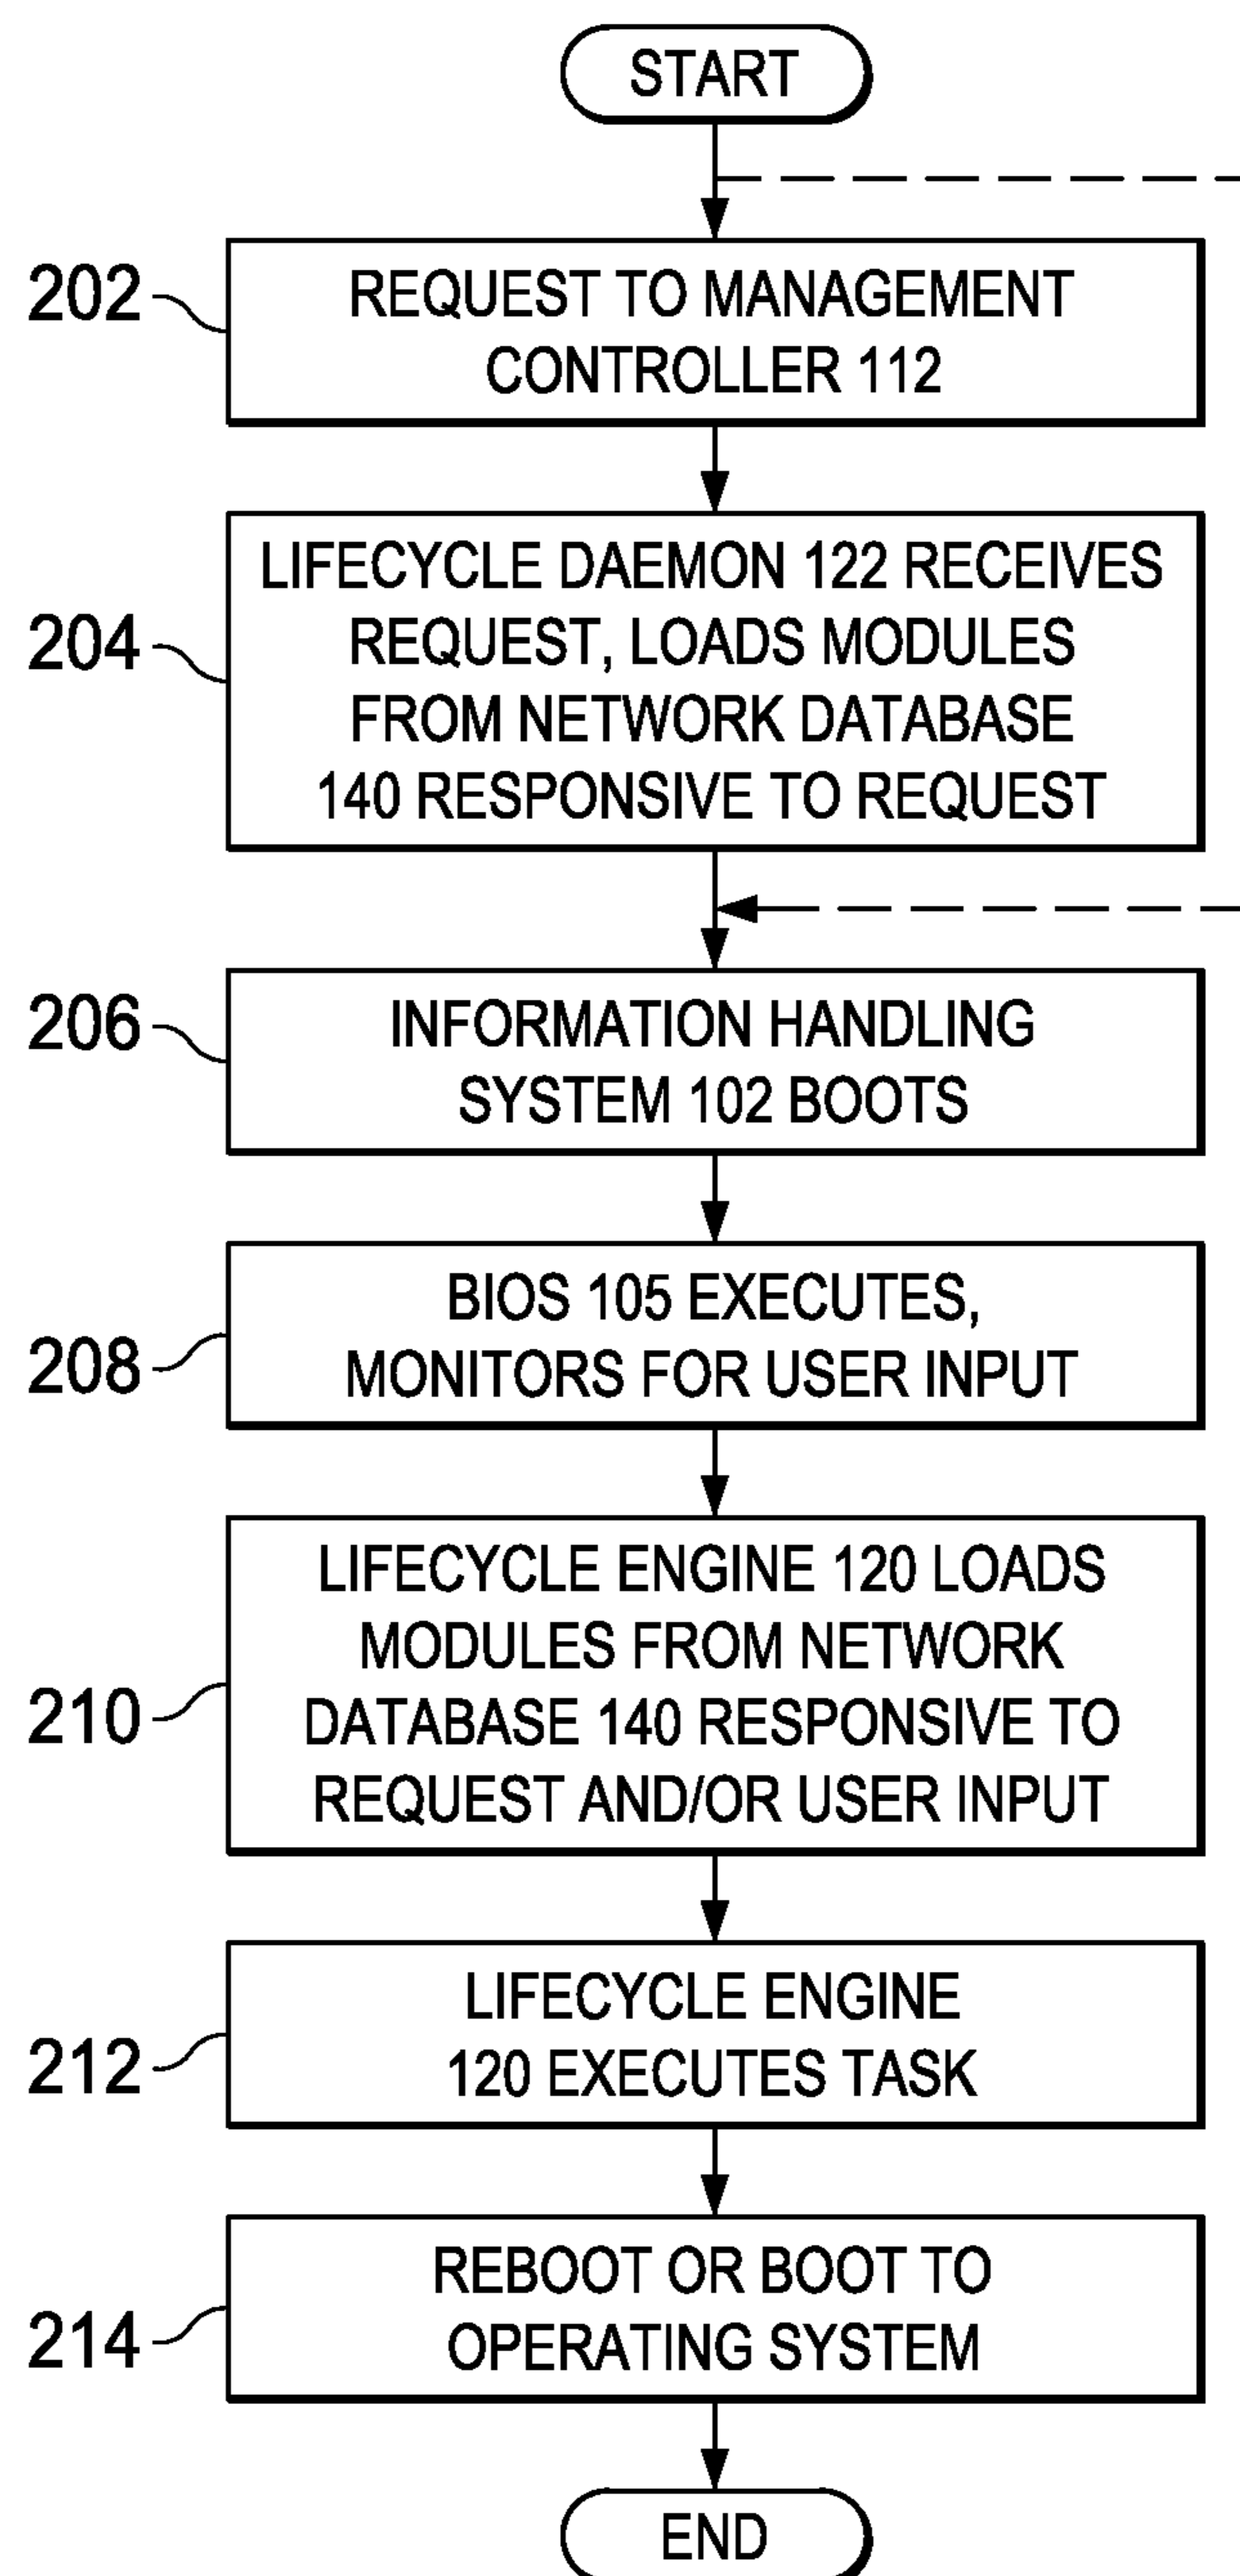 START
202
REQUEST TO MANAGEMENT
CONTROLLER 112
204
LIFECYCLE DAEMON 122 RECEIVES
REQUEST, LOADS MODULES
FROM NETWORK DATABASE
140 RESPONSIVE TO REQUEST
206
INFORMATION HANDLING
SYSTEM 102 BOOTS
208
BIOS 105 EXECUTES,
MONITORS FOR USER INPUT
210
LIFECYCLE ENGINE 120 LOADS
MODULES FROM NETWORK
DATABASE 140 RESPONSIVE TO
REQUEST AND/OR USER INPUT
212
LIFECYCLE ENGINE
120 EXECUTES TASK
214
REBOOT OR BOOT TO
OPERATING SYSTEM
END